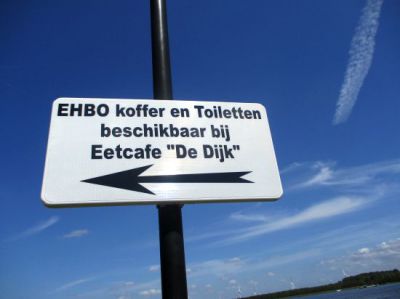 EHBO koffer en Toiletten
beschikbaar bij
Eetcafe "De Dijk"